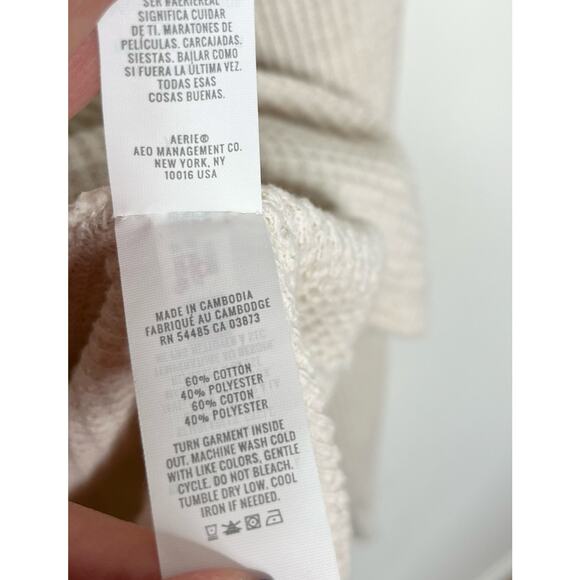 SER #AERIEREAL
SIGNIFICA CUIDAR
DE TI. MARATONES DE
PELÍCULAS. CARCAJADAS.
SIESTAS. BAILAR COMO
SI FUERA LA ÚLTIMA VEZ.
TODAS ESAS
COSAS BUENAS.
AERIE®
AEO MANAGEMENT CO.
NEW YORK, NY
10016 USA
MADE IN CAMBODIA
FABRIQUÉ AU CAMBODGE
RN 54485 CA 03873
60% COTTON
40% POLYESTER
60% COTON
40% POLYESTER
TURN GARMENT INSIDE
OUT. MACHINE WASH COLD
WITH LIKE COLORS, GENTLE
CYCLE. DO NOT BLEACH.
TUMBLE DRY LOW. COOL
IRON IF NEEDED.